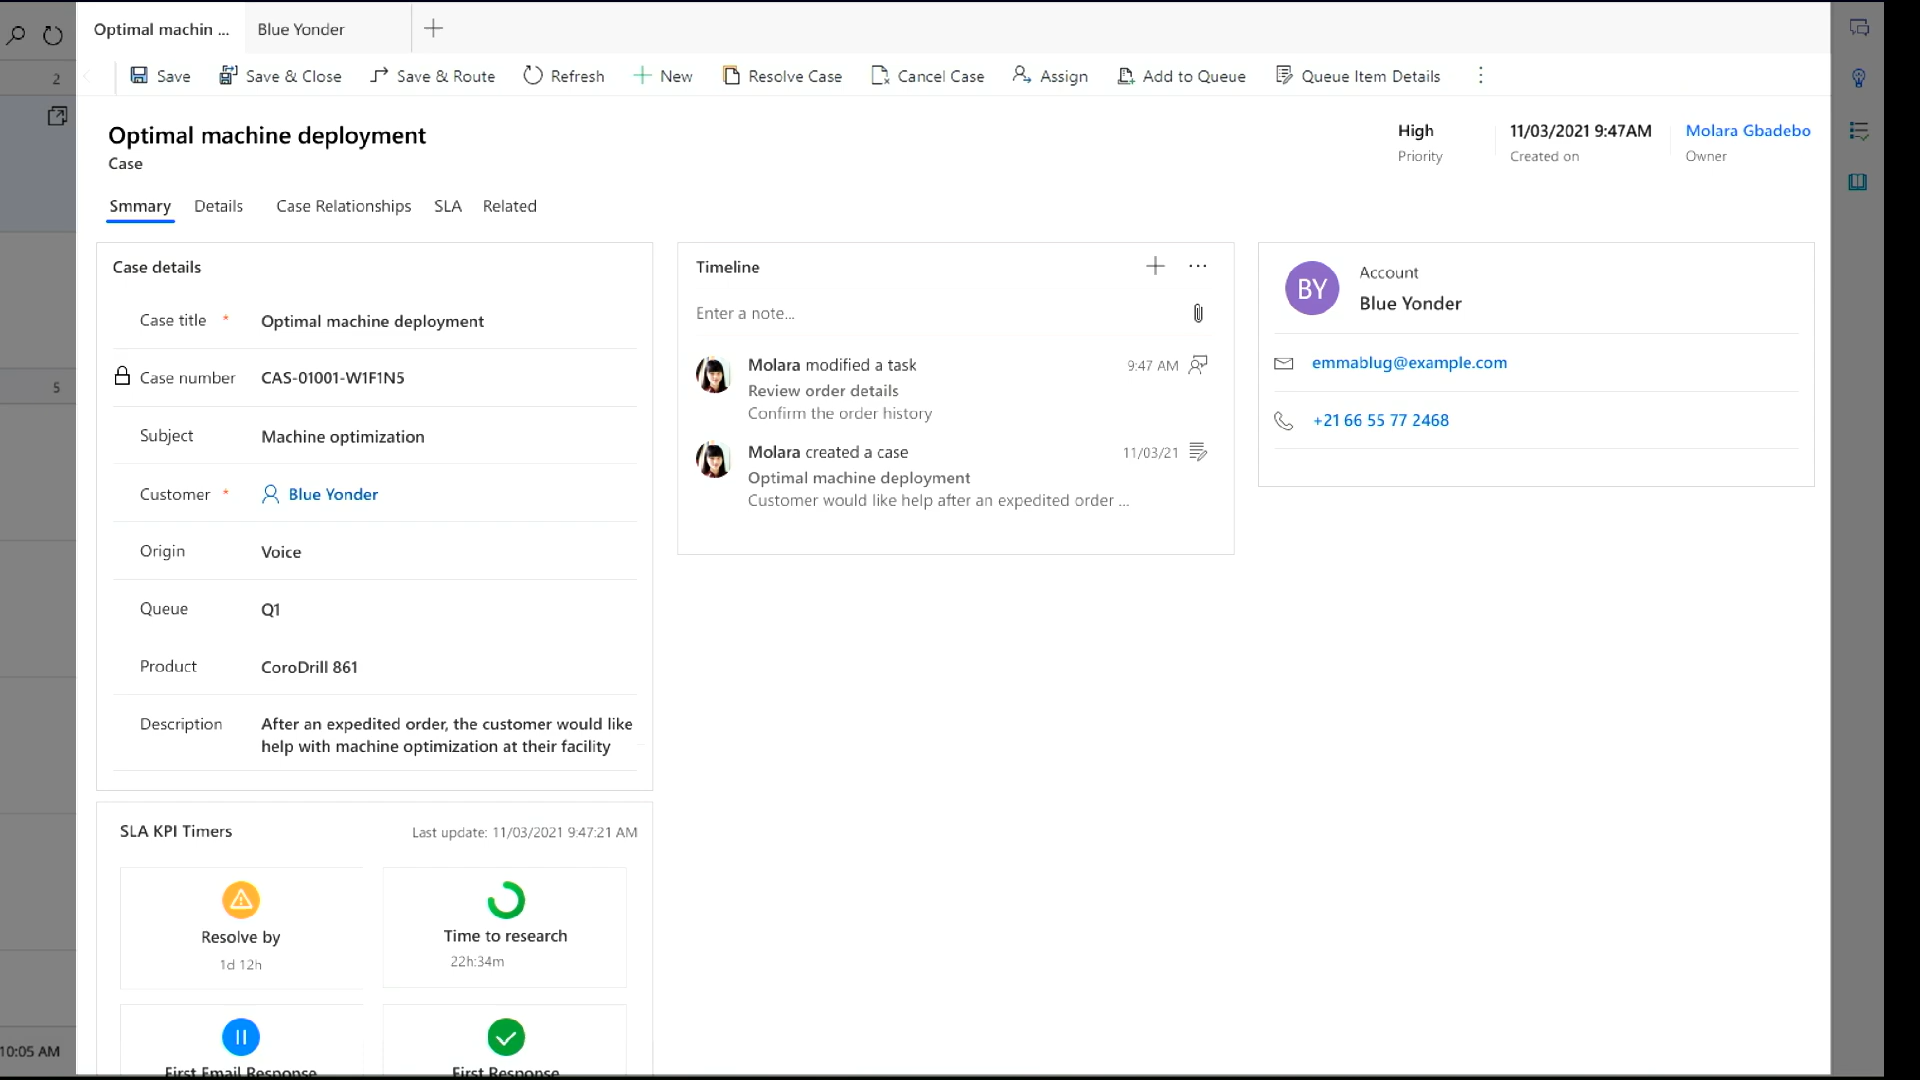 Optimal machin ...
Blue Yonder
2
Save
Save & Close
Save & Route
Refresh
New
Resolve Case
Cancel Case
Assign
Add to Queue
Queue Item Details
Optimal machine deployment
Case
High
Priority
11/03/2021 9:47AM
Created on
Molara Gbadebo
Owner
Smmary
Details
Case Relationships
SLA
Related
Case details
Case title *
Optimal machine deployment
Case number
CAS-01001-W1F1N5
Subject
Machine optimization
Customer *
Blue Yonder
Origin
Voice
Queue
Q1
Product
CoroDrill 861
Description
After an expedited order, the customer would like
help with machine optimization at their facility
5
SLA KPI Timers
Last update: 11/03/2021 9:47:21 AM
Resolve by
1d 12h
Time to research
22h:34m
First Email Response
First Response
10:05 AM
Timeline
Enter a note...
Molara modified a task
9:47 AM
Review order details
Confirm the order history
Molara created a case
11/03/21
Optimal machine deployment
Customer would like help after an expedited order ...
BY
Account
Blue Yonder
emmablug@example.com
+21 66 55 77 2468